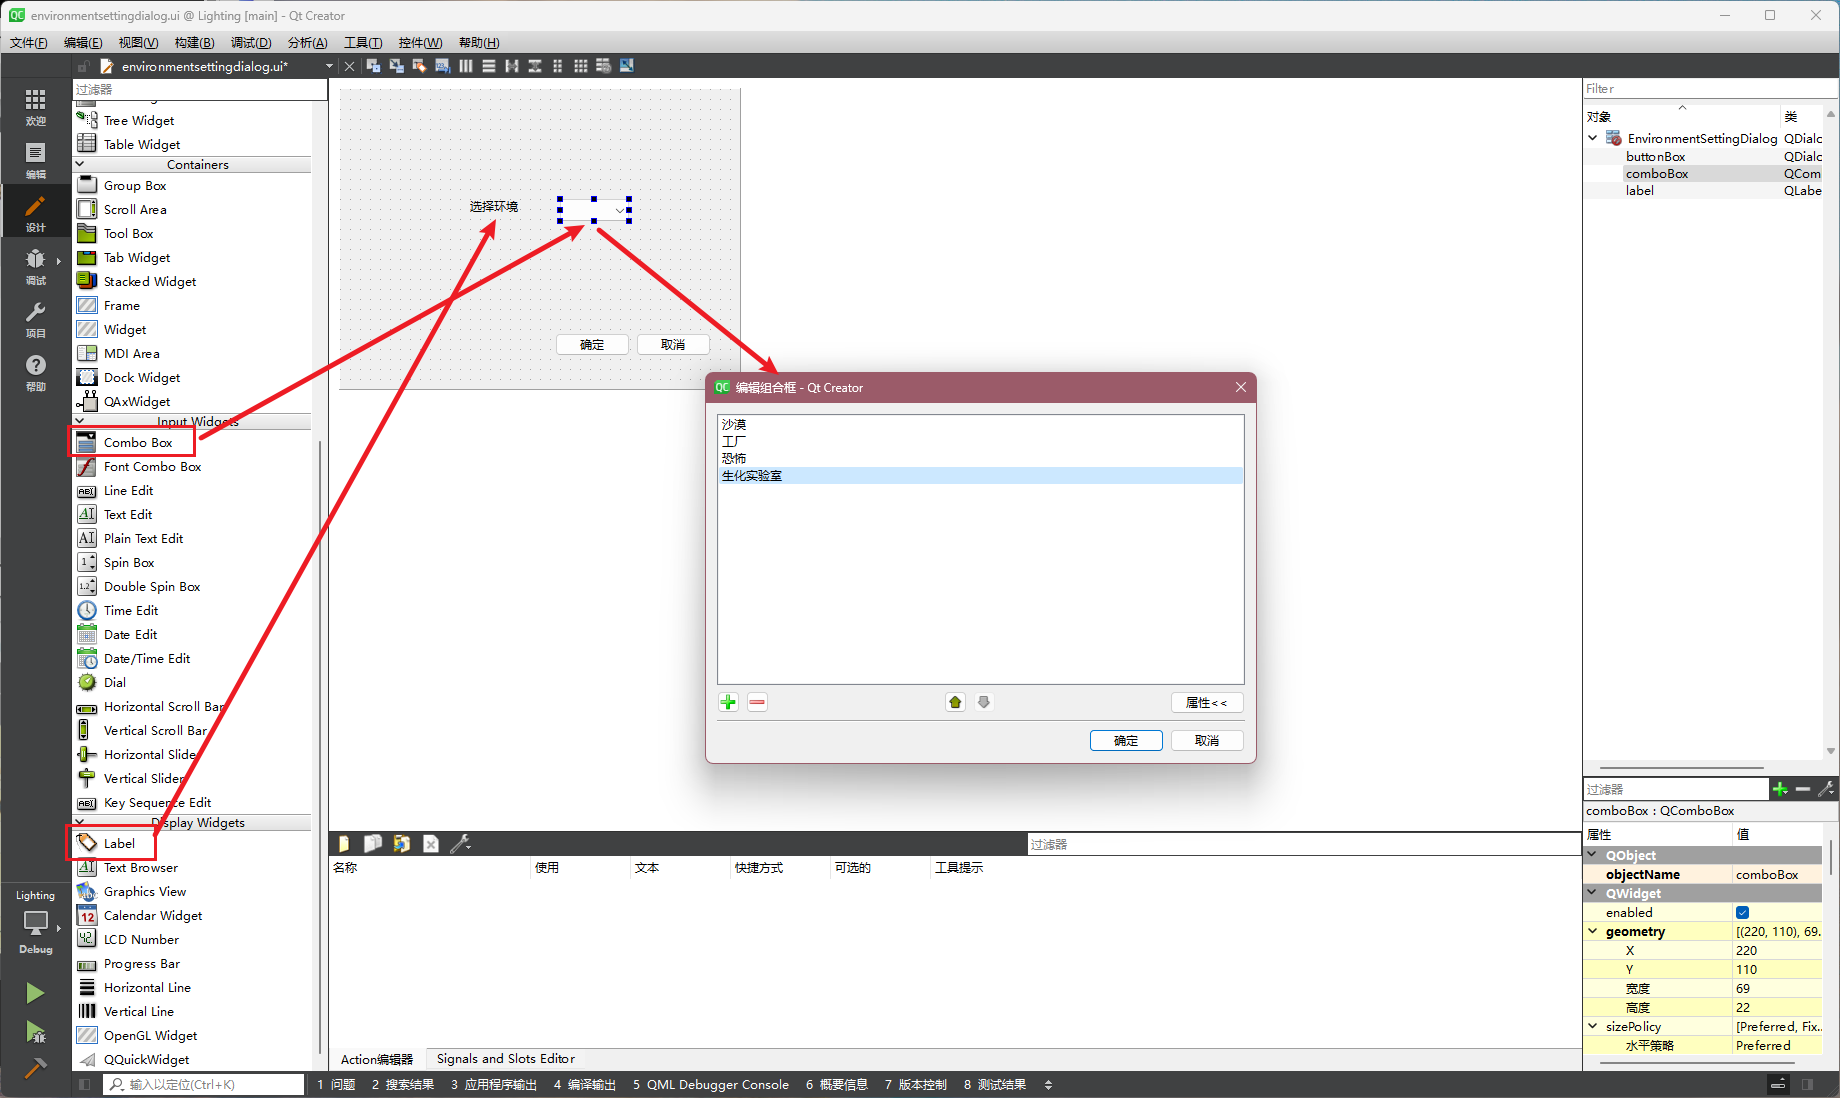 environmentsettingdialog.ui @ Lighting [main] - Qt Creator
文件(F) 编辑(E) 视图(V) 构建(B) 调试(D) 分析(A) 工具(T) 控件(W) 帮助(H)
environmentsettingdialog.ui*
欢迎
编辑
设计
调试
项目
帮助
Lighting
Debug
过滤器
Tree Widget
Table Widget
Containers
Group Box
Scroll Area
Tool Box
Tab Widget
Stacked Widget
Frame
Widget
MDI Area
Dock Widget
QAxWidget
Input Widgets
Combo Box
Font Combo Box
Line Edit
Text Edit
Plain Text Edit
Spin Box
Double Spin Box
Time Edit
Date Edit
Date/Time Edit
Dial
Horizontal Scroll Bar
Vertical Scroll Bar
Horizontal Slider
Vertical Slider
Key Sequence Edit
Display Widgets
Label
Text Browser
Graphics View
Calendar Widget
LCD Number
Progress Bar
Horizontal Line
Vertical Line
OpenGL Widget
QQuickWidget
选择环境
确定 取消
编辑组合框 - Qt Creator
沙漠
工厂
恐怖
生化实验室
属性<<
确定 取消
过滤器
名称 使用 文本 快捷方式 可选的 工具提示
Action编辑器 Signals and Slots Editor
Filter
对象 类
EnvironmentSettingDialog QDialc
buttonBox QDialc
comboBox QCom
label QLabe
过滤器
comboBox : QComboBox
属性 值
QObject
objectName comboBox
QWidget
enabled
geometry [(220, 110), 69...
X 220
Y 110
宽度 69
高度 22
sizePolicy [Preferred, Fix...
水平策略 Preferred
输入以定位(Ctrl+K) 1 问题 2 搜索结果 3 应用程序输出 4 编译输出 5 QML Debugger Console 6 概要信息 7 版本控制 8 测试结果